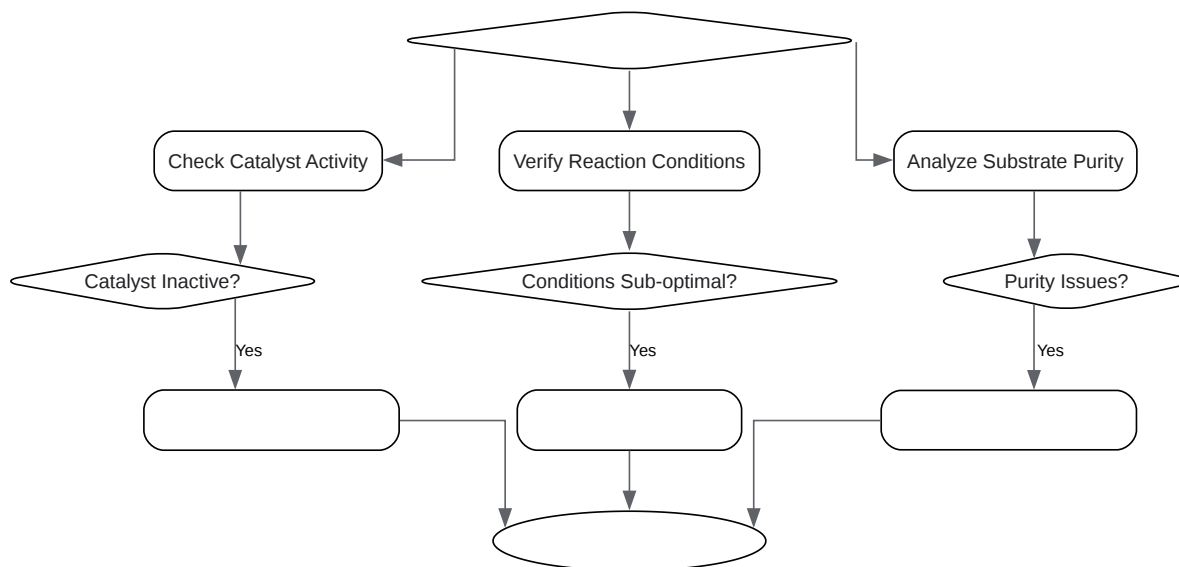 Check Catalyst Activity
Verify Reaction Conditions
Analyze Substrate Purity
Catalyst Inactive?
Conditions Sub-optimal?
Purity Issues?
Yes
Yes
Yes